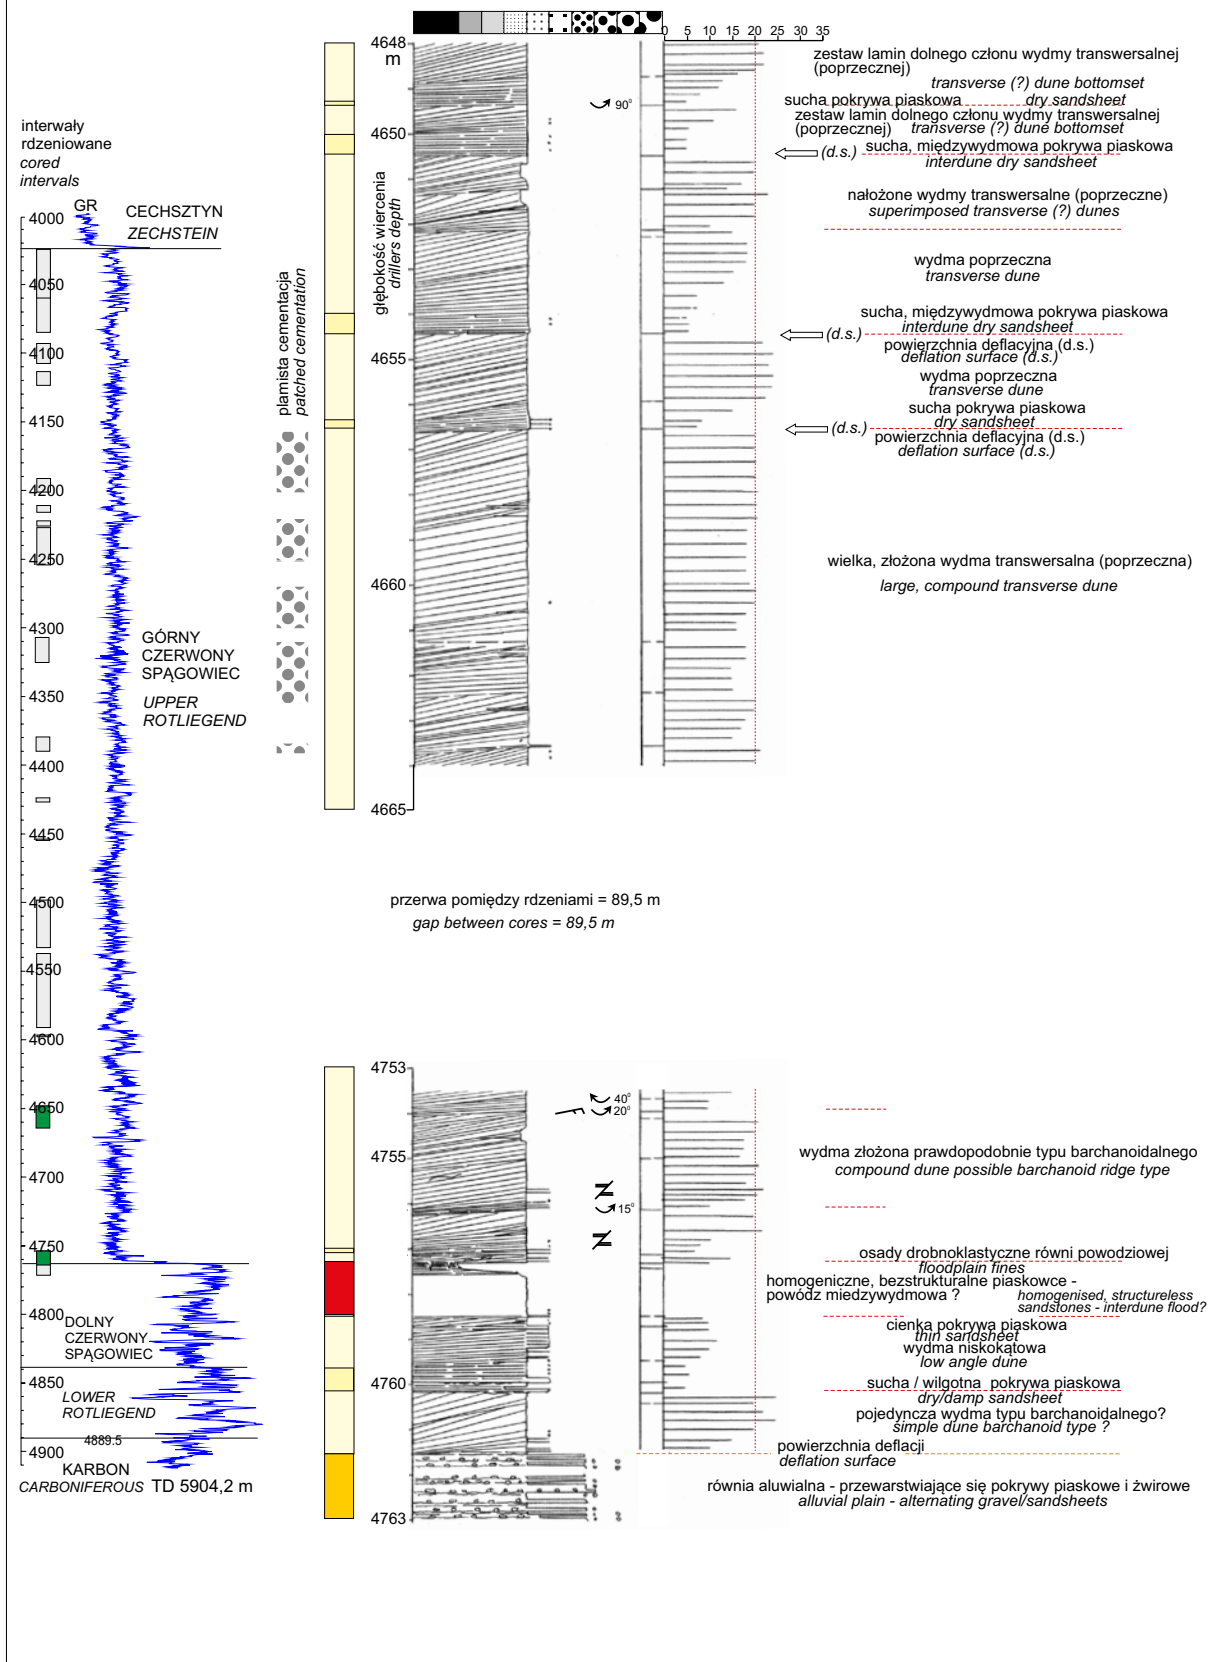 0 5 10 15 20 25 30 35
interwały
rdzeniowane
cored
intervals
GR
CECHSZTYN
ZECHSTEIN
4000
4050
4100
4150
4200
4250
4300
4350
4400
4450
4500
4550
4600
4650
4700
4750
4800
4850
4900
GÓRNY
CZERWONY
SPĄGOWIEC
UPPER
ROTLIEGEND
DOLNY
CZERWONY
SPĄGOWIEC
LOWER
ROTLIEGEND
4889.5
KARBON
CARBONIFEROUS TD 5904,2 m
plamista cementacja
patched cementation
głębokość wiercenia
drillers depth
4648
m
4650
4655
4660
4665
90°
zestaw lamin dolnego członu wydmy transwersalnej
(poprzecznej)
transverse (?) dune bottomset
sucha pokrywa piaskowa dry sandsheet
zestaw lamin dolnego członu wydmy transwersalnej
(poprzecznej) transverse (?) dune bottomset
(d.s.) sucha, międzywydmowa pokrywa piaskowa
interdune dry sandsheet
nałożone wydmy transwersalne (poprzeczne)
superimposed transverse (?) dunes
wydma poprzeczna
transverse dune
sucha, międzywydmowa pokrywa piaskowa
(d.s.) interdune dry sandsheet
powierzchnia deflacyjna (d.s.)
deflation surface (d.s.)
wydma poprzeczna
transverse dune
sucha pokrywa piaskowa
(d.s.) dry sandsheet
powierzchnia deflacyjna (d.s.)
deflation surface (d.s.)
wielka, złożona wydma transwersalna (poprzeczna)
large, compound transverse dune
przerwa pomiędzy rdzeniami = 89,5 m
gap between cores = 89,5 m
4753
4755
4760
4763
40°
20°
15°
N
N
wydma złożona prawdopodobnie typu barchanoidalnego
compound dune possible barchanoid ridge type
osady drobnoklastyczne równi powodziowej
floodplain fines
homogeniczne, bezstrukturalne piaskowce -
powódz miedzywydmowa ? homogenised, structureless
sandstones - interdune flood?
cienka pokrywa piaskowa
thin sandsheet
wydma niskokątowa
low angle dune
sucha / wilgotna pokrywa piaskowa
dry/damp sandsheet
pojedyncza wydma typu barchanoidalnego?
simple dune barchanoid type ?
powierzchnia deflacji
deflation surface
równia aluwialna - przewarstwiające się pokrywy piaskowe i żwirowe
alluvial plain - alternating gravel/sandsheets